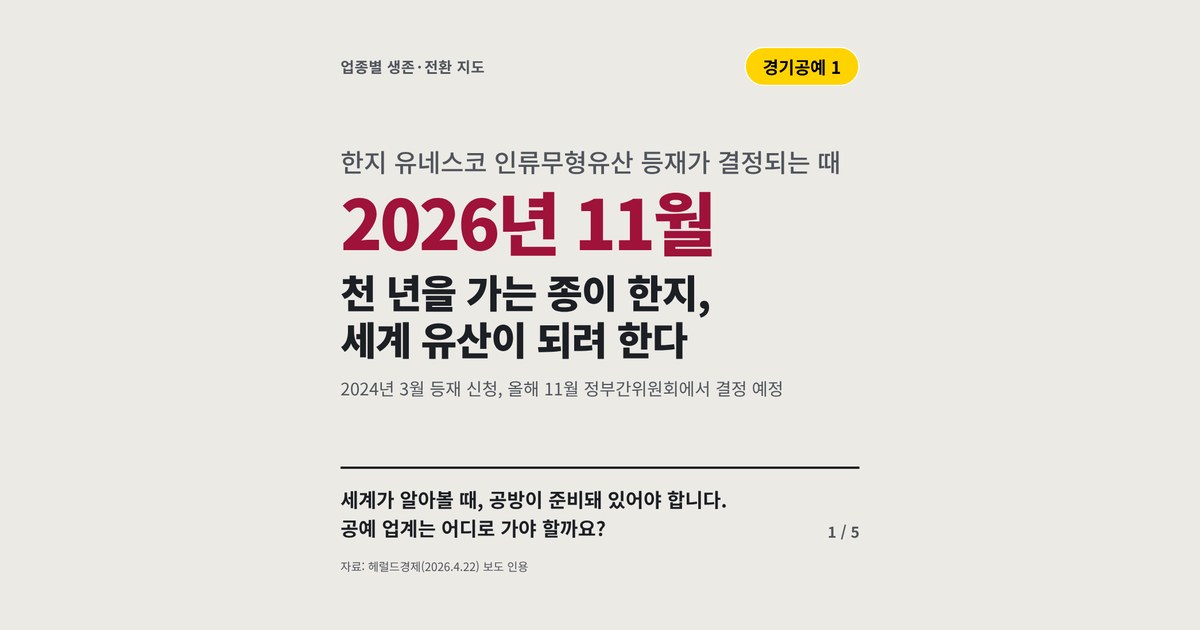 업종별 생존·전환 지도
경기공예 1
한지 유네스코 인류무형유산 등재가 결정되는 때
2026년 11월
천 년을 가는 종이 한지,
세계 유산이 되려 한다
2024년 3월 등재 신청, 올해 11월 정부간위원회에서 결정 예정
세계가 알아볼 때, 공방이 준비돼 있어야 합니다.
공예 업계는 어디로 가야 할까요?
1 / 5
자료: 헤럴드경제(2026.4.22) 보도 인용